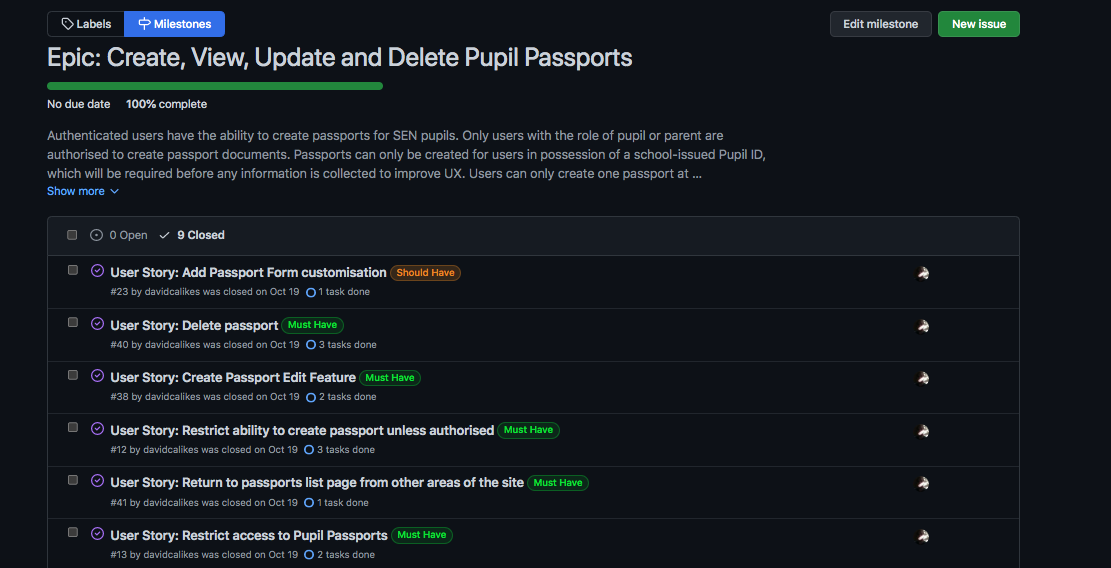 Labels Milestones Edit milestone New issue
Epic: Create, View, Update and Delete Pupil Passports
No due date 100% complete
Authenticated users have the ability to create passports for SEN pupils. Only users with the role of pupil or parent are
authorised to create passport documents. Passports can only be created for users in possession of a school-issued Pupil ID,
which will be required before any information is collected to improve UX. Users can only create one passport at ...
Show more
0 Open 9 Closed
User Story: Add Passport Form customisation Should Have
#23 by davidcalikes was closed on Oct 19 1 task done
User Story: Delete passport Must Have
#40 by davidcalikes was closed on Oct 19 3 tasks done
User Story: Create Passport Edit Feature Must Have
#38 by davidcalikes was closed on Oct 19 2 tasks done
User Story: Restrict ability to create passport unless authorised Must Have
#12 by davidcalikes was closed on Oct 19 3 tasks done
User Story: Return to passports list page from other areas of the site Must Have
#41 by davidcalikes was closed on Oct 19 1 task done
User Story: Restrict access to Pupil Passports Must Have
#13 by davidcalikes was closed on Oct 19 2 tasks done